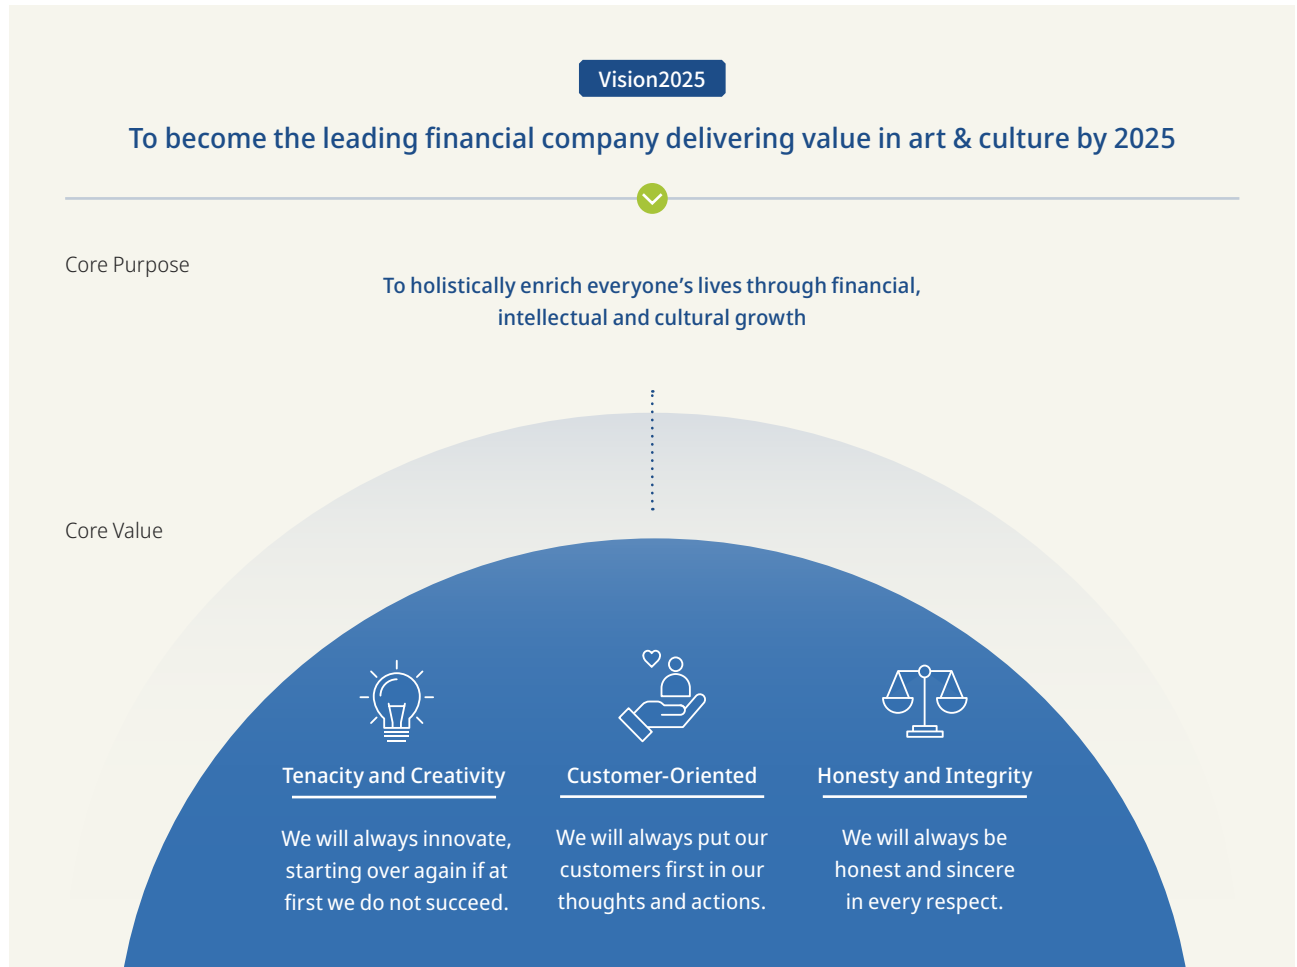 Vision2025
To become the leading financial company delivering value in art & culture by 2025
Core Purpose
To holistically enrich everyone’s lives through financial,
intellectual and cultural growth
Core Value
Tenacity and Creativity
We will always innovate,
starting over again if at
first we do not succeed.
Customer-Oriented
We will always put our
customers first in our
thoughts and actions.
Honesty and Integrity
We will always be
honest and sincere
in every respect.